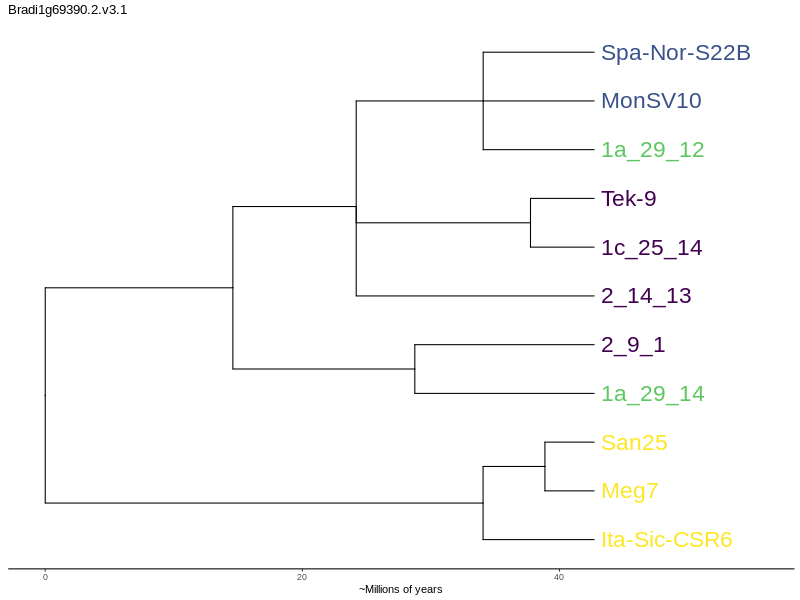 Bradi1g69390.2.v3.1
Spa-Nor-S22B
MonSV10
1a_29_12
Tek-9
1c_25_14
2_14_13
2_9_1
1a_29_14
San25
Meg7
Ita-Sic-CSR6
0 20 40
~Millions of years